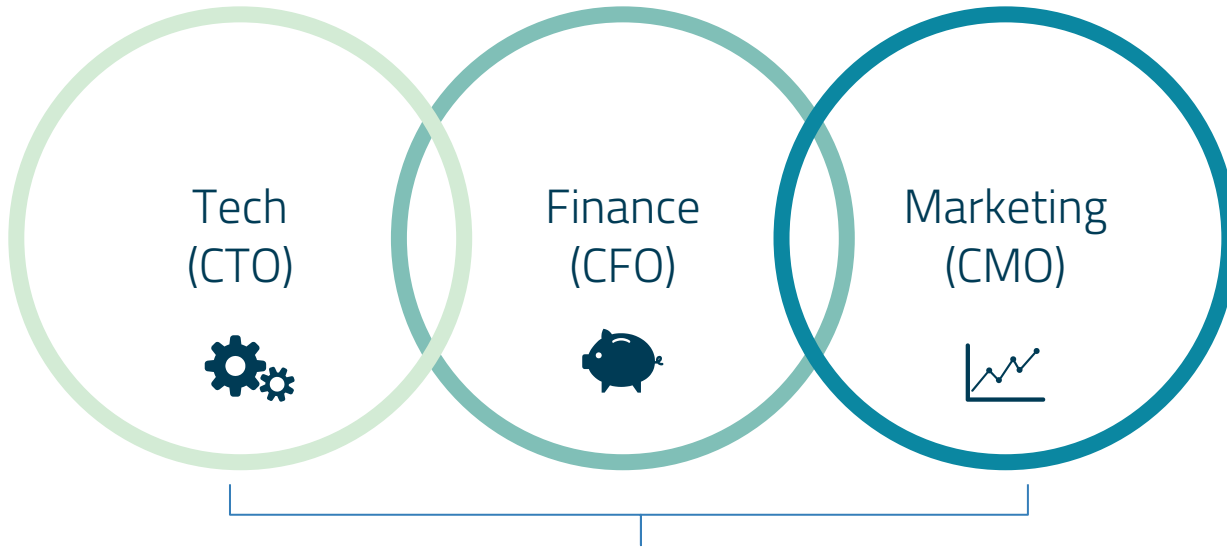 Tech
(CTO)
Finance
(CFO)
Marketing
(CMO)